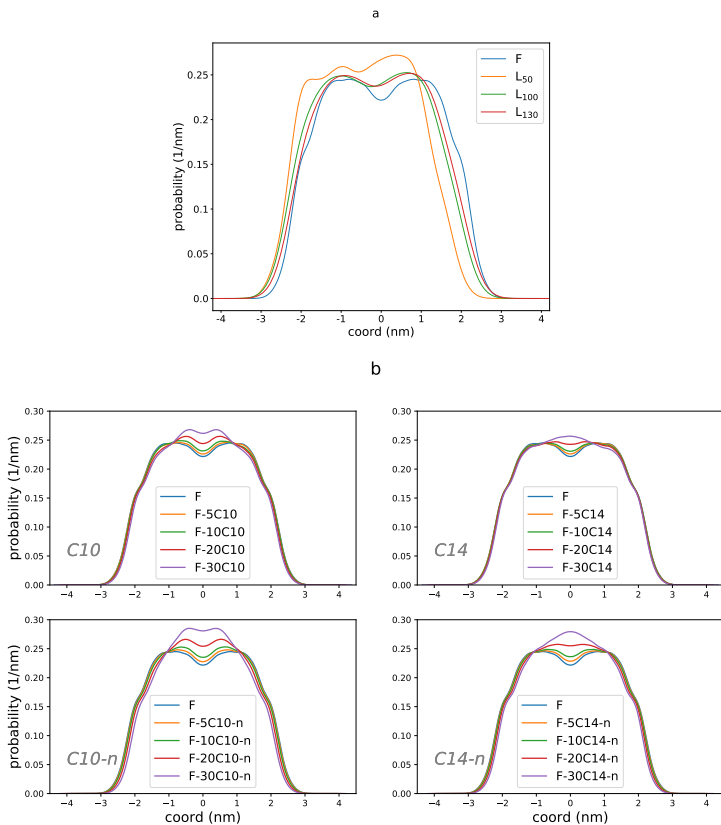 a
0.25
0.2
0.15
0.1
0.05
0.0
probability (1/nm)
F
L50
L100
L130
-4 -3 -2 -1 0 1 2 3 4
coord (nm)
b
0.30
0.25
0.20
0.15
0.10
0.05
0.00
probability (1/nm)
C10
F
F-5C10
F-10C10
F-20C10
F-30C10
−4 −3 −2 −1 0 1 2 3 4
0.30
0.25
0.20
0.15
0.10
0.05
0.00
C14
F
F-5C14
F-10C14
F-20C14
F-30C14
−4 −3 −2 −1 0 1 2 3 4
0.30
0.25
0.20
0.15
0.10
0.05
0.00
probability (1/nm)
C10-n
F
F-5C10-n
F-10C10-n
F-20C10-n
F-30C10-n
−4 −3 −2 −1 0 1 2 3 4
coord (nm)
0.30
0.25
0.20
0.15
0.10
0.05
0.00
C14-n
F
F-5C14-n
F-10C14-n
F-20C14-n
F-30C14-n
−4 −3 −2 −1 0 1 2 3 4
coord (nm)